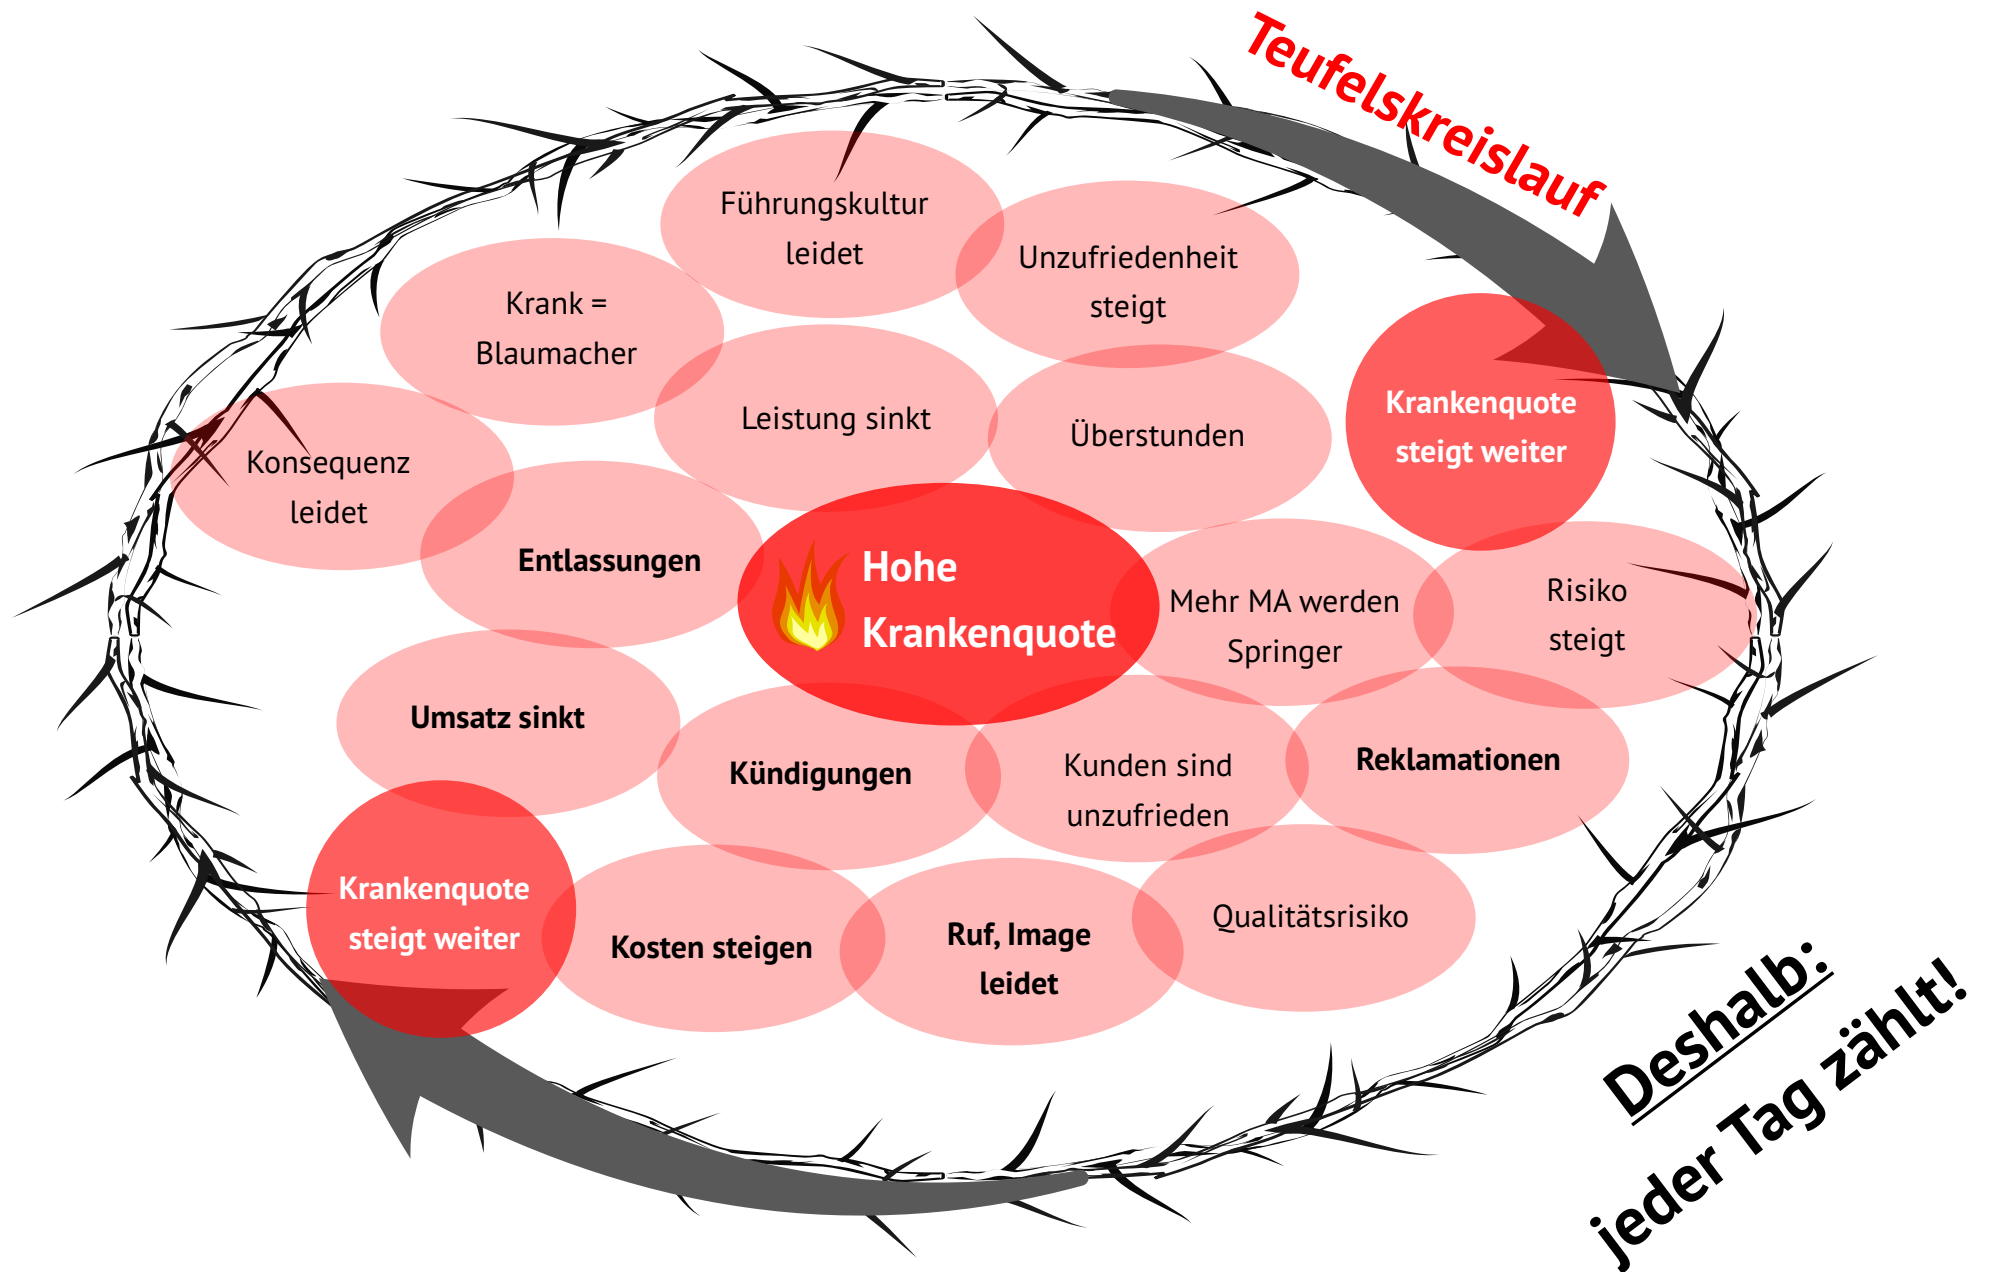 Teufelskreislauf
Führungskultur
leidet
Unzufriedenheit
steigt
Krank =
Blaumacher
Leistung sinkt
Überstunden
Krankenquote
steigt weiter
Konsequenz
leidet
Entlassungen
Hohe
Krankenquote
Mehr MA werden
Springer
Risiko
steigt
Umsatz sinkt
Kündigungen
Kunden sind
unzufrieden
Reklamationen
Krankenquote
steigt weiter
Kosten steigen
Ruf, Image
leidet
Qualitätsrisiko
Deshalb:
jeder Tag zählt!